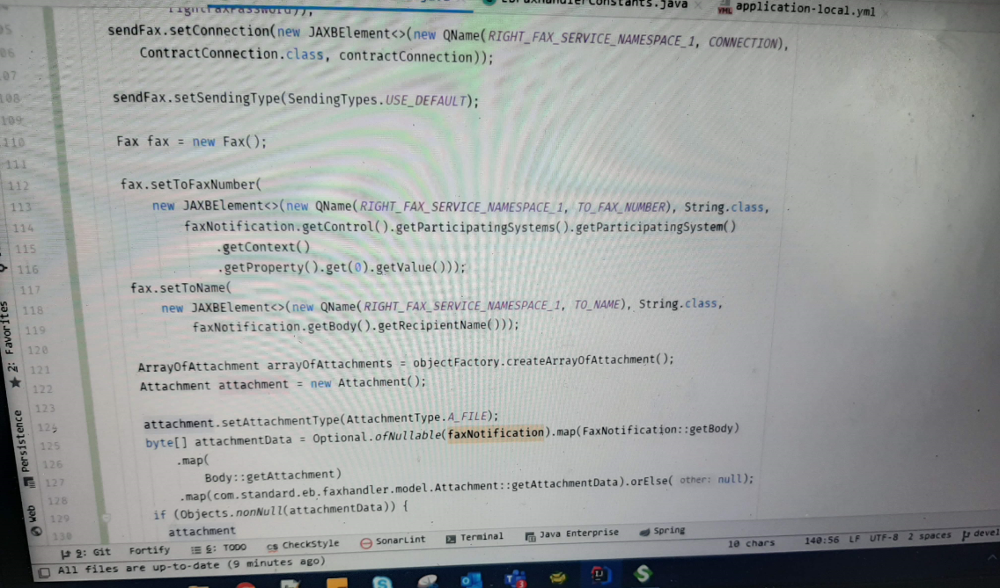 HandlerConstants.java
application-local.yml
rightFaxPassword));
sendFax.setConnection(new JAXBElement<>(new QName(RIGHT_FAX_SERVICE_NAMESPACE_1, CONNECTION),
106 ContractConnection.class, contractConnection));
107
108 sendFax.setSendingType(SendingTypes.USE_DEFAULT);
109
110 Fax fax = new Fax();
111
112 fax.setToFaxNumber(
113 new JAXBElement<>(new QName(RIGHT_FAX_SERVICE_NAMESPACE_1, TO_FAX_NUMBER), String.class,
114 faxNotification.getControl().getParticipatingSystems().getParticipatingSystem()
115 .getContext()
116 .getProperty().get(0).getValue()));
117 fax.setToName(
118 new JAXBElement<>(new QName(RIGHT_FAX_SERVICE_NAMESPACE_1, TO_NAME), String.class,
119 faxNotification.getBody().getRecipientName()));
120
121 ArrayOfAttachment arrayOfAttachments = objectFactory.createArrayOfAttachment();
122 Attachment attachment = new Attachment();
123
124 attachment.setAttachmentType(AttachmentType.A_FILE);
125 byte[] attachmentData = Optional.ofNullable(faxNotification).map(FaxNotification::getBody)
126 .map(
127 Body::getAttachment)
128 .map(com.standard.eb.faxhandler.model.Attachment::getAttachmentData).orElse( other: null);
129 if (Objects.nonNull(attachmentData)) {
130 attachment
2: Favorites
Persistence
Web
9: Git Fortify 6: TODO CheckStyle SonarLint Terminal Java Enterprise Spring
All files are up-to-date (9 minutes ago)
10 chars 140:56 LF UTF-8 2 spaces devel